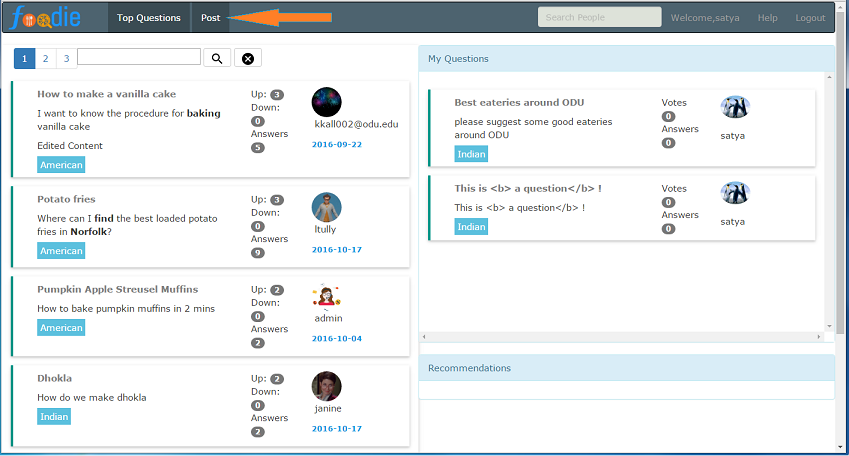 foodie
Top Questions
Post
Search People
Welcome,satya
Help
Logout
1 2 3
How to make a vanilla cake
I want to know the procedure for baking
vanilla cake
Edited Content
American
Up: 3
Down:
0
Answers
5
kkall002@odu.edu
2016-09-22
Potato fries
Where can I find the best loaded potato
fries in Norfolk?
American
Up: 3
Down:
0
Answers
9
ltully
2016-10-17
Pumpkin Apple Streusel Muffins
How to bake pumpkin muffins in 2 mins
American
Up: 2
Down:
0
Answers
2
admin
2016-10-04
Dhokla
How do we make dhokla
Indian
Up: 2
Down:
0
Answers
2
janine
2016-10-17
My Questions
Best eateries around ODU
please suggest some good eateries
around ODU
Indian
Votes
0
Answers
0
satya
This is <b> a question</b> !
This is <b> a question</b> !
Indian
Votes
0
Answers
0
satya
Recommendations